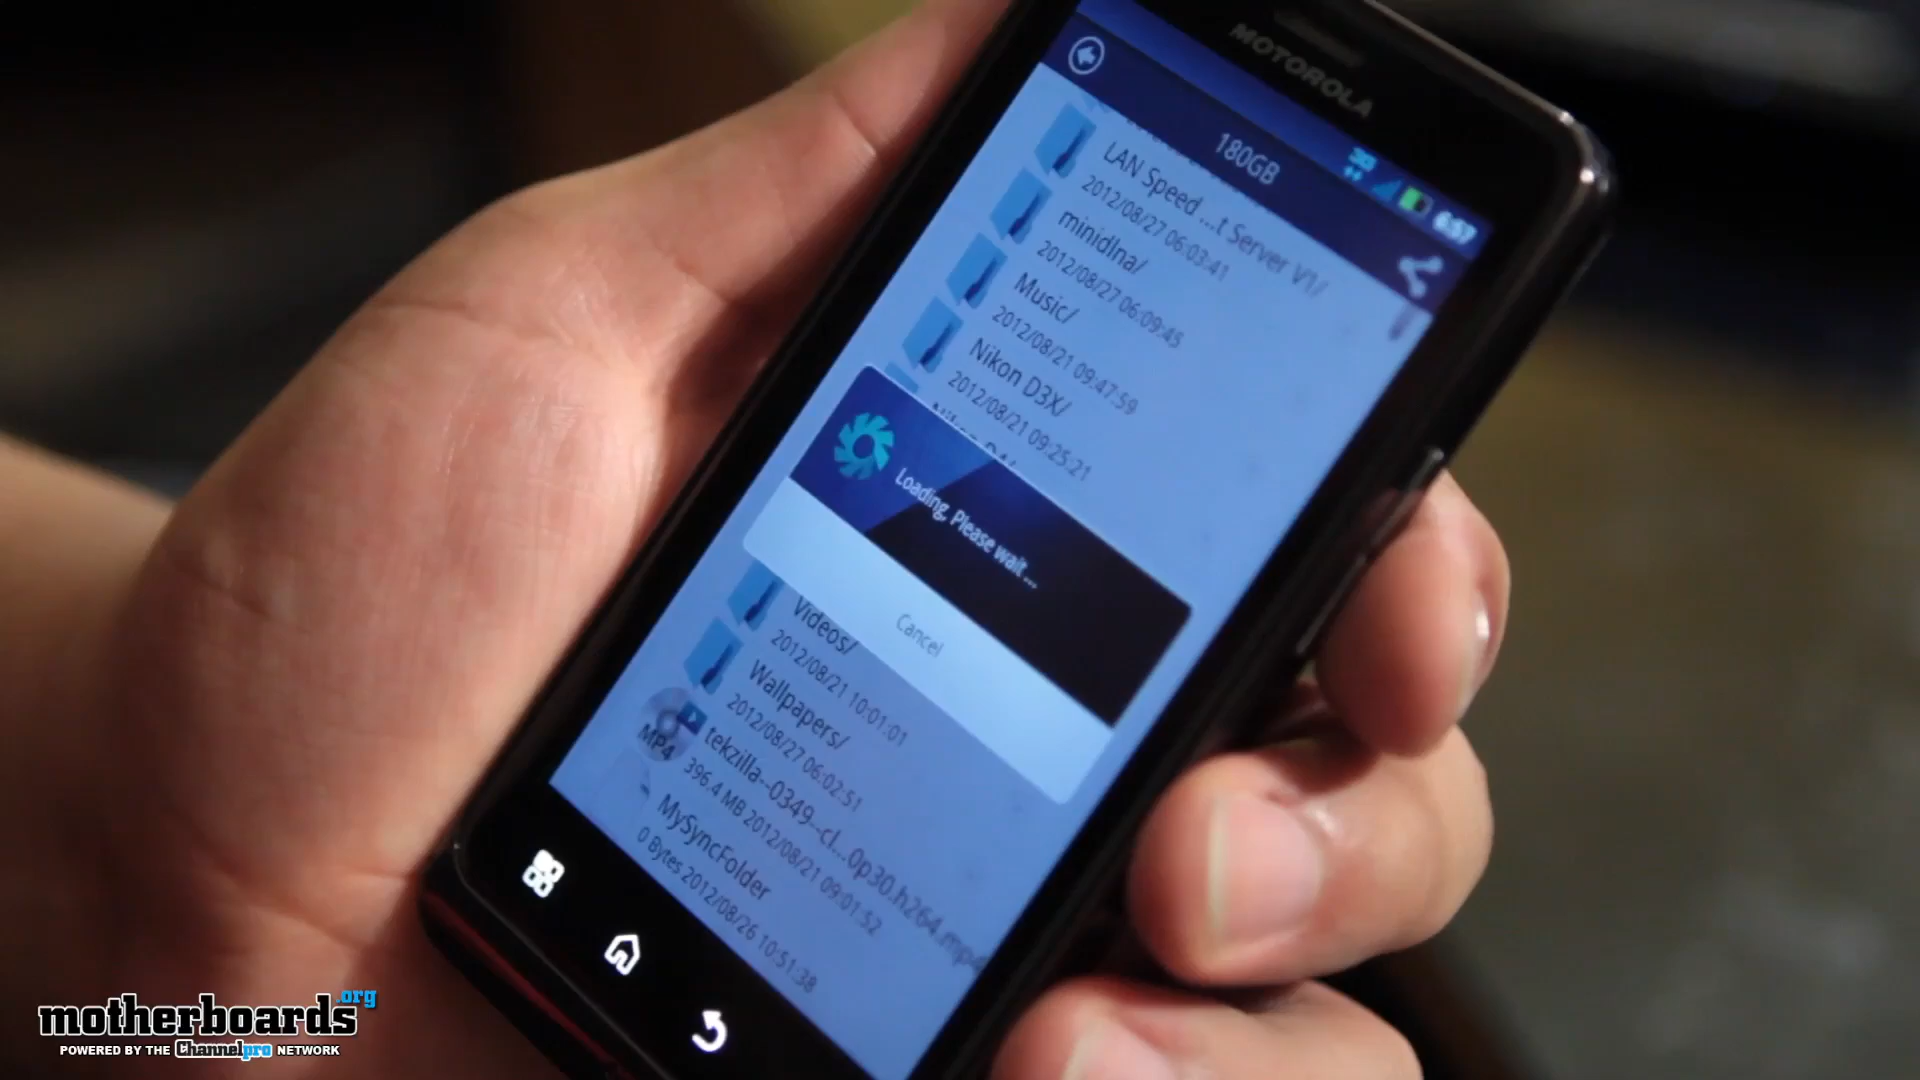 MOTOROLA
3G
6:57
180GB
LAN Speed ...t Server V1/
2012/08/27 06:03:41
minidlna/
2012/08/27 06:09:45
Music/
2012/08/21 09:47:59
Nikon D3X/
2012/08/21 09:25:21
Loading, Please wait...
Cancel
Videos/
2012/08/21 10:01:01
Wallpapers/
2012/08/27 06:02:51
MP4
tekzilla--0349--cl...0p30.h264.mp4
396.4 MB 2012/08/21 09:01:52
MySyncFolder
0 Bytes 2012/08/26 10:51:38
motherboards.org
POWERED BY THE Channelpro NETWORK